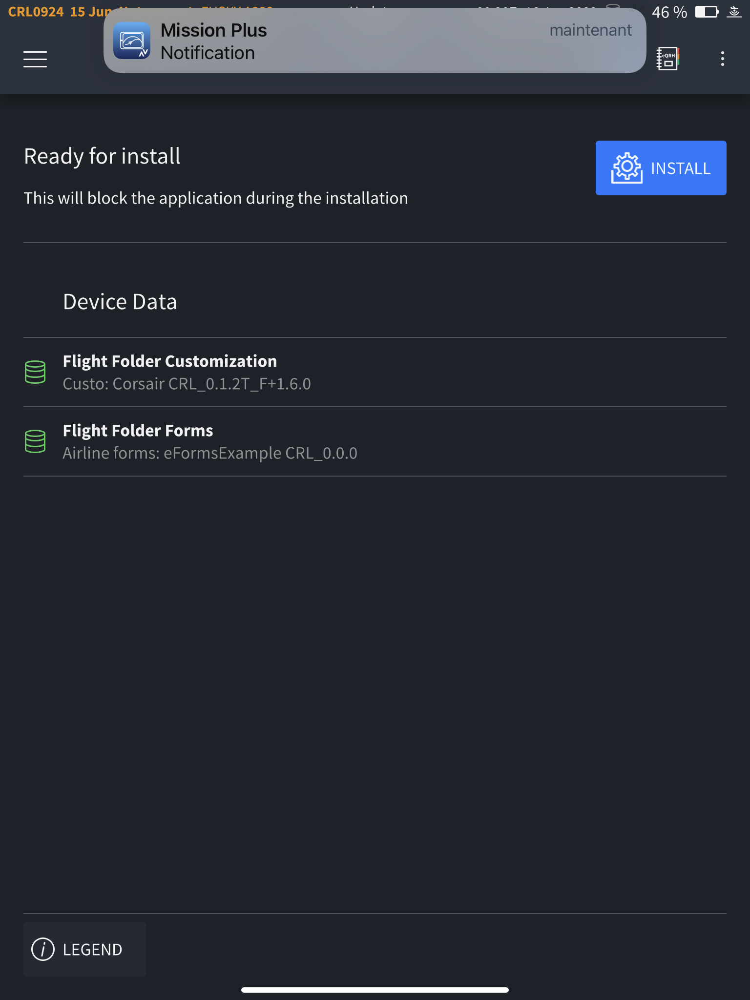 CRL0924 15 Jun
46 %
Mission Plus
maintenant
Notification
eQRH
Ready for install
INSTALL
This will block the application during the installation
Device Data
Flight Folder Customization
Custo: Corsair CRL_0.1.2T_F+1.6.0
Flight Folder Forms
Airline forms: eFormsExample CRL_0.0.0
i LEGEND